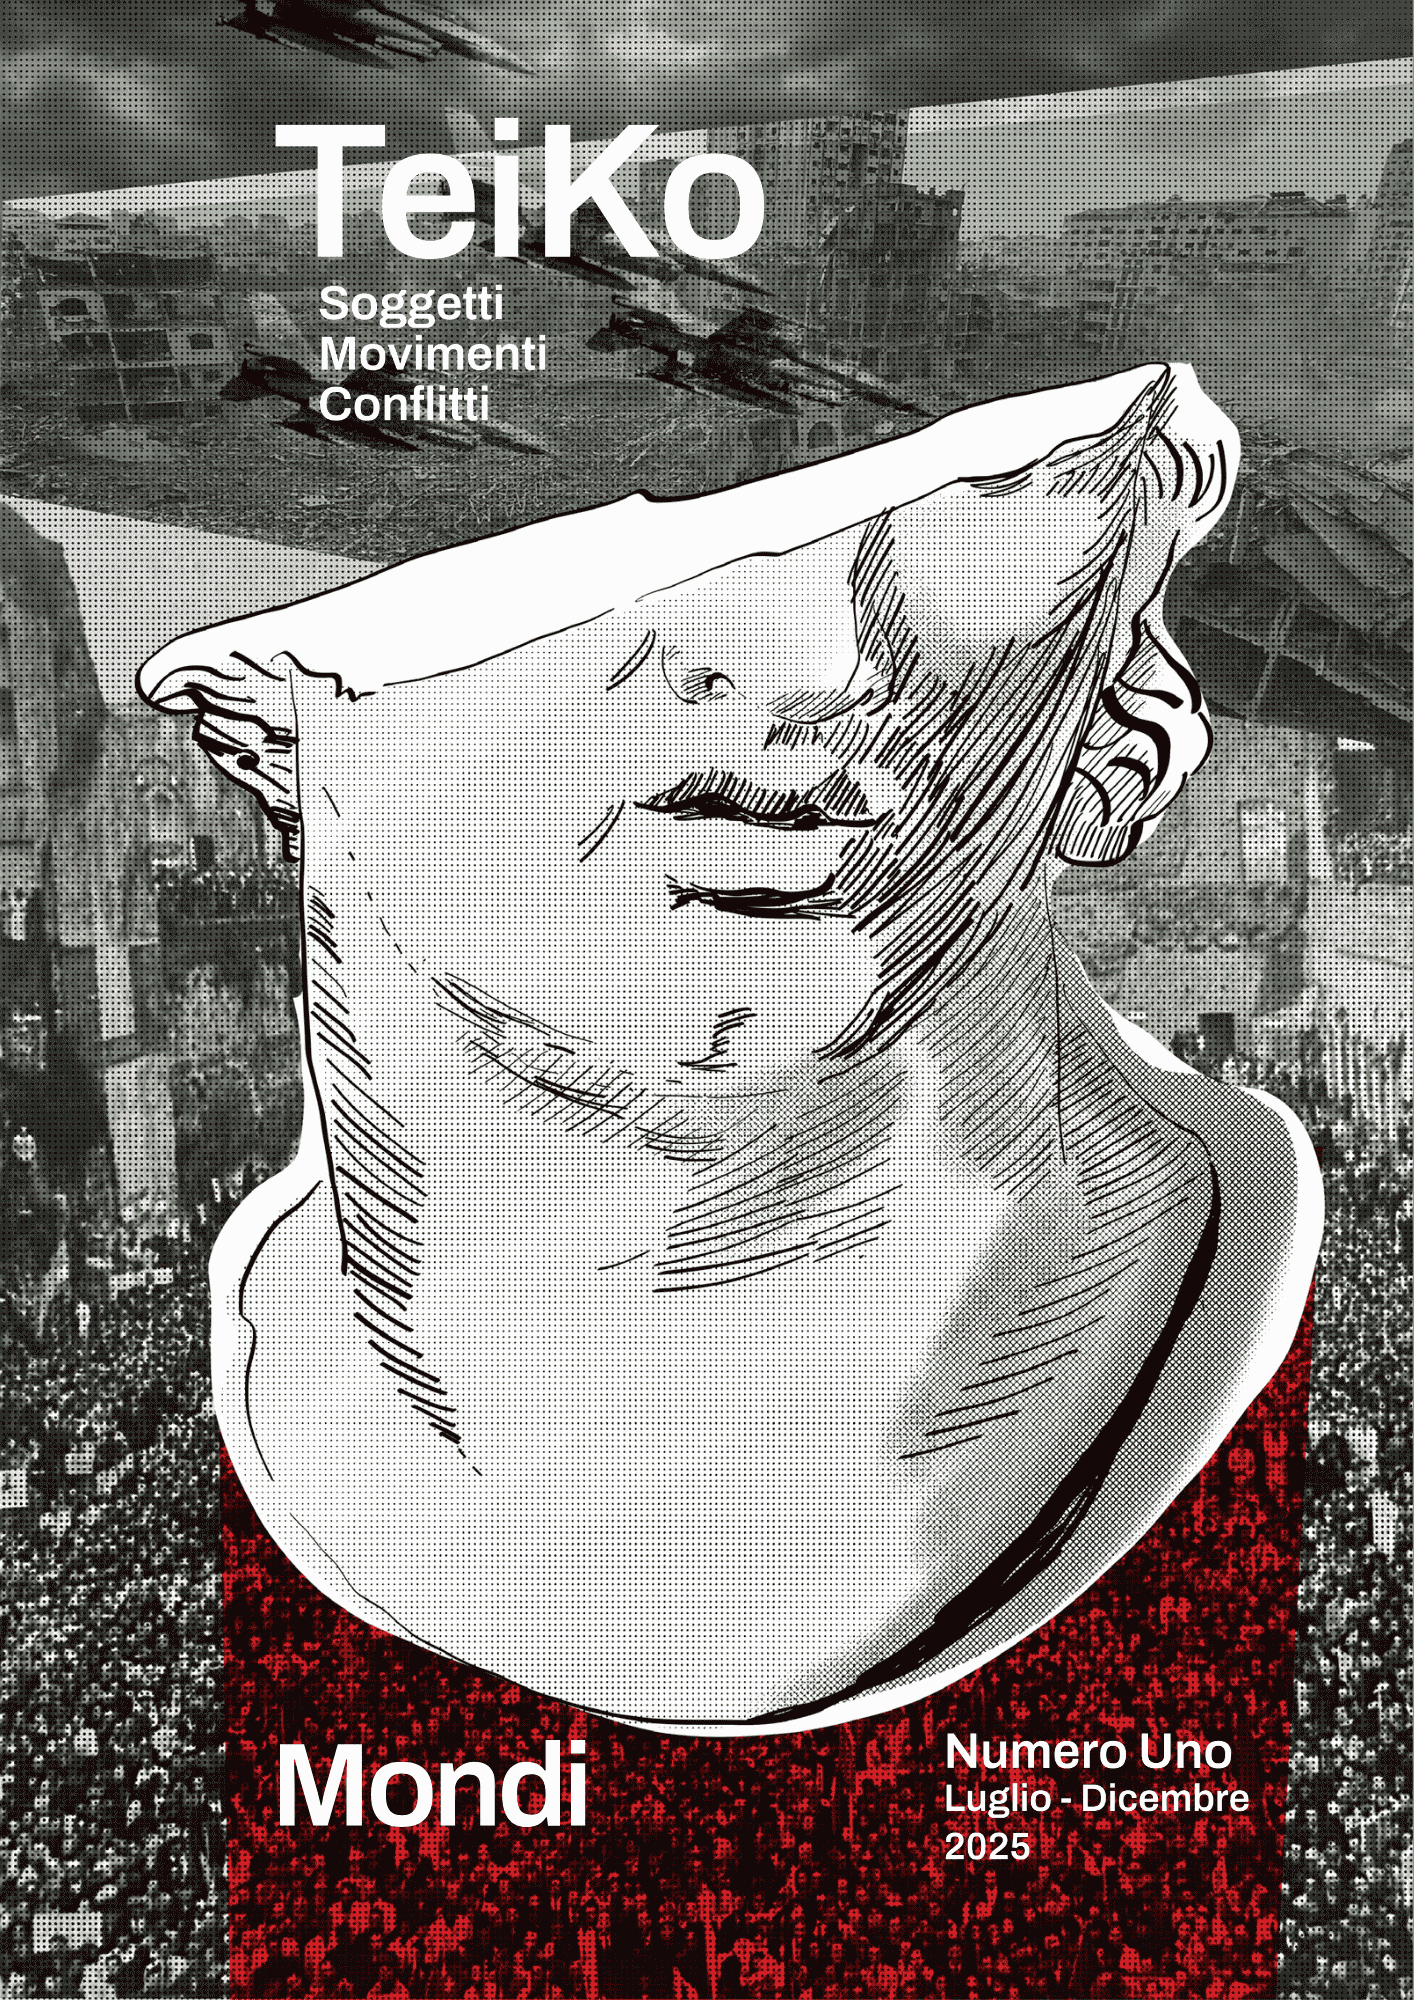 TeiKo
Soggetti
Movimenti
Conflitti
Mondi
Numero Uno
Luglio - Dicembre
2025